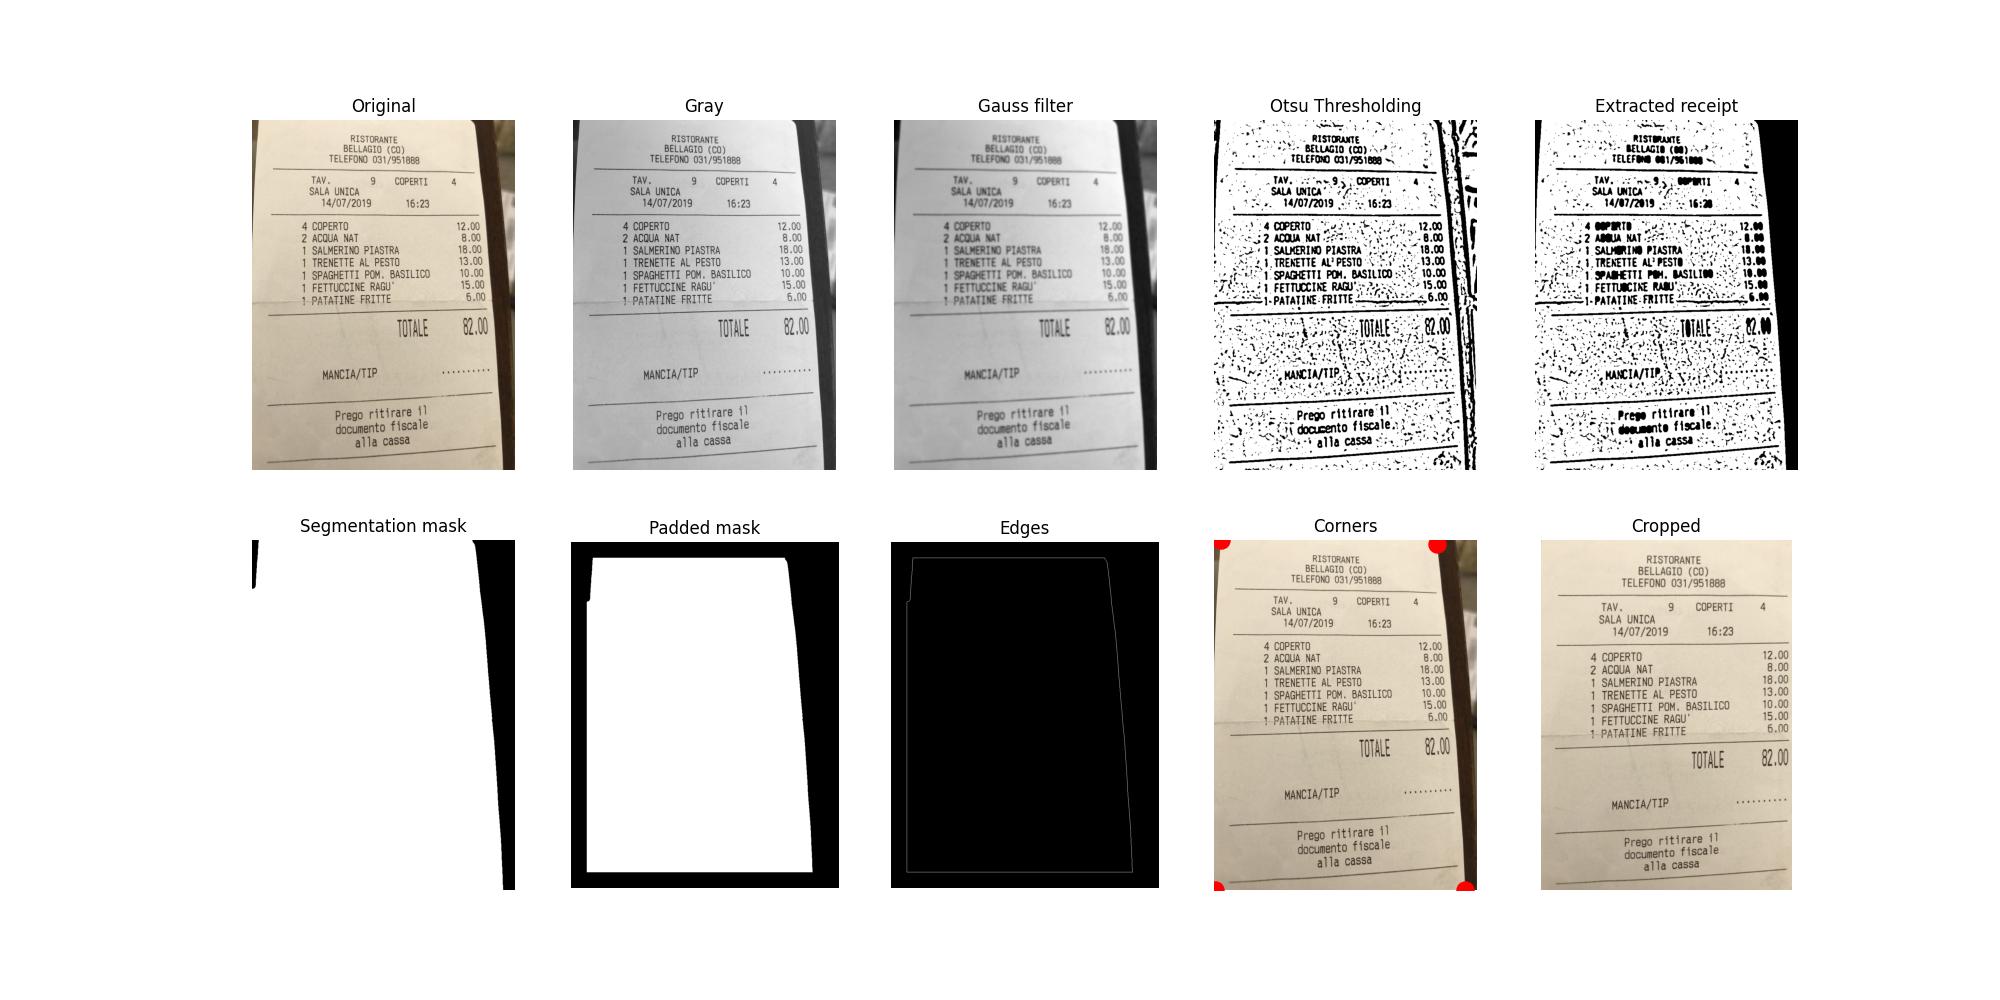 Original
RISTORANTE
BELLAGIO (CO)
TELEFONO 031/951888
TAV. 9 COPERTI 4
SALA UNICA
14/07/2019 16:23
4 COPERTO 12.00
2 ACQUA NAT 8.00
1 SALMERINO PIASTRA 18.00
1 TRENETTE AL PESTO 13.00
1 SPAGHETTI POM. BASILICO 10.00
1 FETTUCCINE RAGU' 15.00
1 PATATINE FRITTE 6.00
TOTALE 82.00
MANCIA/TIP ..........
Prego ritirare il
documento fiscale
alla cassa
Gray
RISTORANTE
BELLAGIO (CO)
TELEFONO 031/951888
TAV. 9 COPERTI 4
SALA UNICA
14/07/2019 16:23
4 COPERTO 12.00
2 ACQUA NAT 8.00
1 SALMERINO PIASTRA 18.00
1 TRENETTE AL PESTO 13.00
1 SPAGHETTI POM. BASILICO 10.00
1 FETTUCCINE RAGU' 15.00
1 PATATINE FRITTE 6.00
TOTALE 82.00
MANCIA/TIP ..........
Prego ritirare il
documento fiscale
alla cassa
Gauss filter
RISTORANTE
BELLAGIO (CO)
TELEFONO 031/951888
TAV. 9 COPERTI 4
SALA UNICA
14/07/2019 16:23
4 COPERTO 12.00
2 ACQUA NAT 8.00
1 SALMERINO PIASTRA 18.00
1 TRENETTE AL PESTO 13.00
1 SPAGHETTI POM. BASILICO 10.00
1 FETTUCCINE RAGU' 15.00
1 PATATINE FRITTE 6.00
TOTALE 82.00
MANCIA/TIP ..........
Prego ritirare il
documento fiscale
alla cassa
Otsu Thresholding
RISTORANTE
BELLAGIO (CO)
TELEFONO 031/951888
TAV. 9 COPERTI 4
SALA UNICA
14/07/2019 16:23
4 COPERTO 12.00
2 ACQUA NAT 8.00
1 SALMERINO PIASTRA 18.00
1 TRENETTE AL PESTO 13.00
1 SPAGHETTI POM. BASILICO 10.00
1 FETTUCCINE RAGU' 15.00
1 PATATINE FRITTE 6.00
TOTALE 82.00
MANCIA/TIP
Prego ritirare il
documento fiscale
alla cassa
Extracted receipt
RISTORANTE
BELLAGIO
TELEFONO
TAV. 9 4
SALA UNICA
14/07/2019
4 12.00
2 ACQUA NAT 8.00
1 SALMERINO PIASTRA 18.00
1 TRENETTE AL PESTO 13.00
1 SPAGHETTI POM. BASILICO 10.00
1 FETTUCCINE RAGU' 15.00
1 PATATINE FRITTE 6.00
TOTALE 82.00
MANCIA/TIP
Prego ritirare il
fiscale
alla cassa
Segmentation mask
Padded mask
Edges
Corners
RISTORANTE
BELLAGIO (CO)
TELEFONO 031/951888
TAV. 9 COPERTI 4
SALA UNICA
14/07/2019 16:23
4 COPERTO 12.00
2 ACQUA NAT 8.00
1 SALMERINO PIASTRA 18.00
1 TRENETTE AL PESTO 13.00
1 SPAGHETTI POM. BASILICO 10.00
1 FETTUCCINE RAGU' 15.00
1 PATATINE FRITTE 6.00
TOTALE 82.00
MANCIA/TIP ..........
Prego ritirare il
documento fiscale
alla cassa
Cropped
RISTORANTE
BELLAGIO (CO)
TELEFONO 031/951888
TAV. 9 COPERTI 4
SALA UNICA
14/07/2019 16:23
4 COPERTO 12.00
2 ACQUA NAT 8.00
1 SALMERINO PIASTRA 18.00
1 TRENETTE AL PESTO 13.00
1 SPAGHETTI POM. BASILICO 10.00
1 FETTUCCINE RAGU' 15.00
1 PATATINE FRITTE 6.00
TOTALE 82.00
MANCIA/TIP ..........
Prego ritirare il
documento fiscale
alla cassa